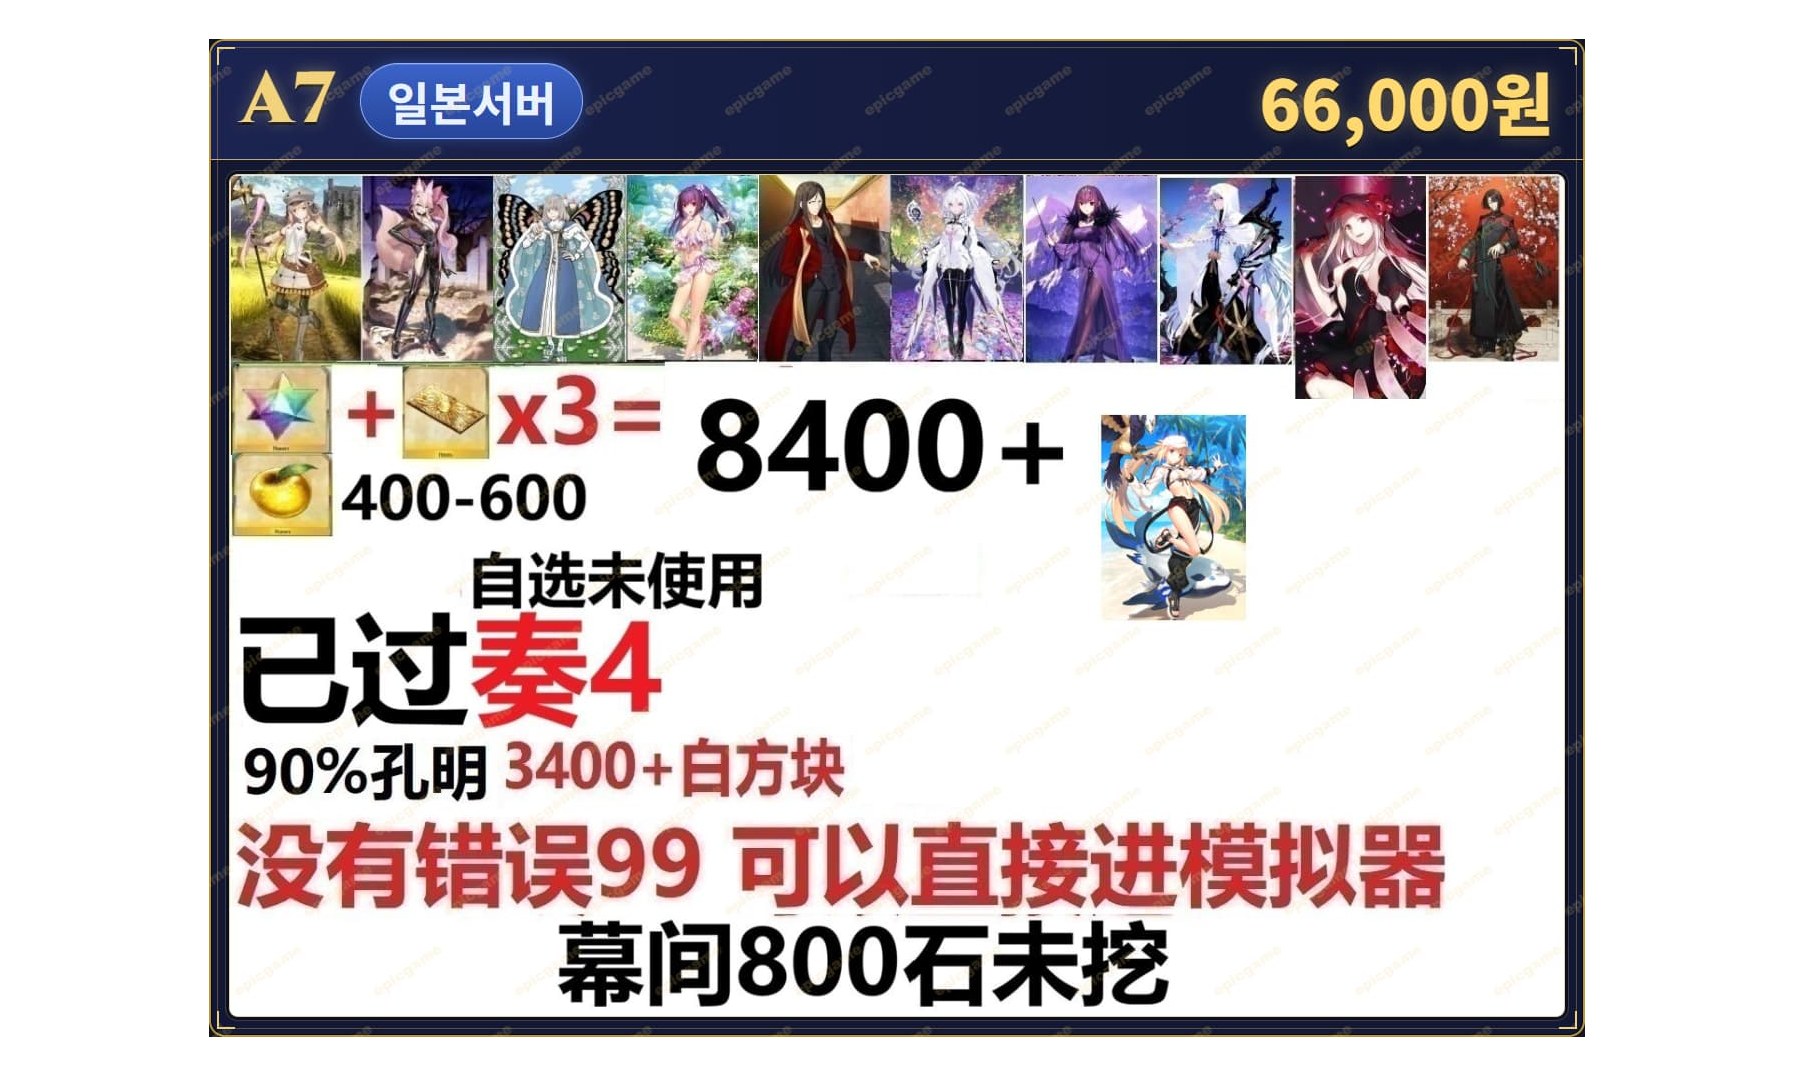 A7 일본서버 66,000원
+ x3= 8400+
400-600
自选未使用
已过奏4
90%孔明 3400+白方块
没有错误99 可以直接进模拟器
幕间800石未挖
epicgame